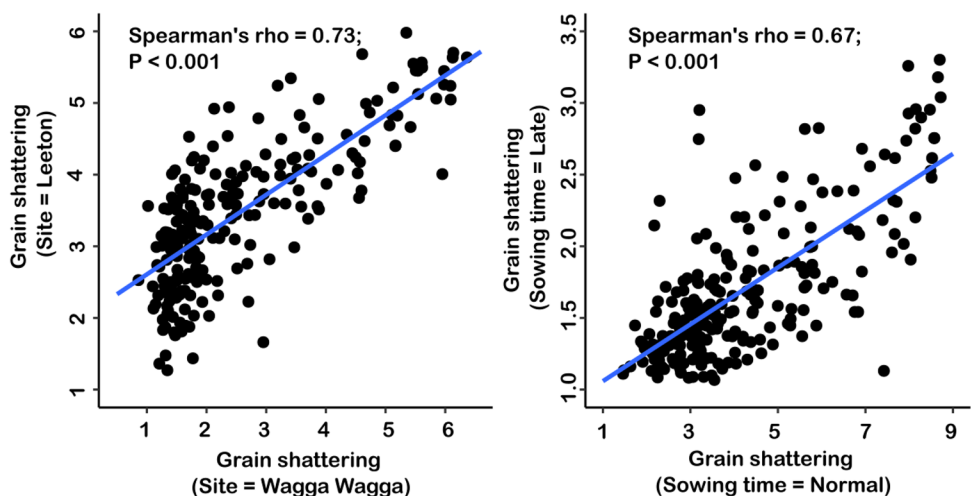 Spearman's rho = 0.73;
P < 0.001
Grain shattering
(Site = Leeton)
6
5
4
3
2
1
1 2 3 4 5 6
Grain shattering
(Site = Wagga Wagga)
Spearman's rho = 0.67;
P < 0.001
Grain shattering
(Sowing time = Late)
3.5
3.0
2.5
2.0
1.5
1.0
1 3 5 7 9
Grain shattering
(Sowing time = Normal)